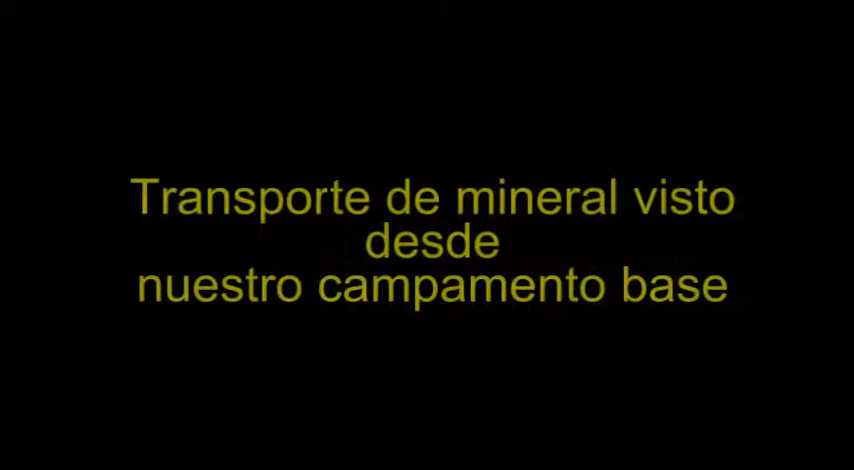 Transporte de mineral visto
desde
nuestro campamento base